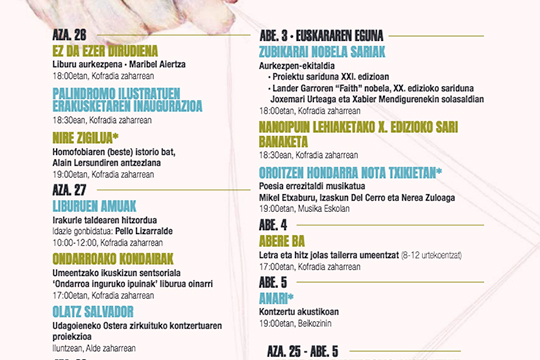 AZA. 26
EZ DA EZER DIRUDIENA
Liburu aurkezpena · Maribel Aiertza
18:00etan, Kofradia zaharrean
PALINDROMO ILUSTRATUEN
ERAKUSKETAREN INAUGURAZIOA
18:30ean, Kofradia zaharrean
NIRE ZIGILUA*
Homofobiaren (beste) istorio bat,
Alain Lersundiren antzezlana
19:00etan, Kofradia zaharrean
AZA. 27
LIBURUEN AMUAK
Irakurle taldearen hitzordua
Idazle gonbidatua: Pello Lizarralde
10:00-12:00, Kofradia zaharrean
ONDARROAKO KONDAIRAK
Umeentzako ikuskizun sentsoriala
‘Ondarroa inguruko ipuinak’ liburua oinarri
17:00etan, Kofradia zaharrean
OLATZ SALVADOR
Udagoieneko Ostera zirkuituko kontzertuaren
proiekzioa
Iluntzean, Alde zaharrean
ABE. 3 · EUSKARAREN EGUNA
ZUBIKARAI NOBELA SARIAK
Aurkezpen-ekitaldia
• Proiektu sariduna XXI. edizioan
• Lander Garroren “Faith” nobela, XX. edizioko sariduna
Joxemari Urteaga eta Xabier Mendigurenekin solasaldian
18:00etan, Kofradia zaharrean
NANOIPUIN LEHIAKETAKO X. EDIZIOKO SARI
BANAKETA
18:30ean, Kofradia zaharrean
OROITZEN HONDARRA NOTA TXIKIETAN*
Poesia errezitaldi musikatua
Mikel Etxaburu, Izaskun Del Cerro eta Nerea Zuloaga
19:00etan, Musika Eskolan
ABE. 4
ABERE BA
Letra eta hitz jolas tailerra umeentzat (8-12 urtekoentzat)
17:00etan, Kofradia zaharrean
ABE. 5
ANARI*
Kontzertu akustikoan
19:00etan, Beikozinin
AZA. 25 - ABE. 5